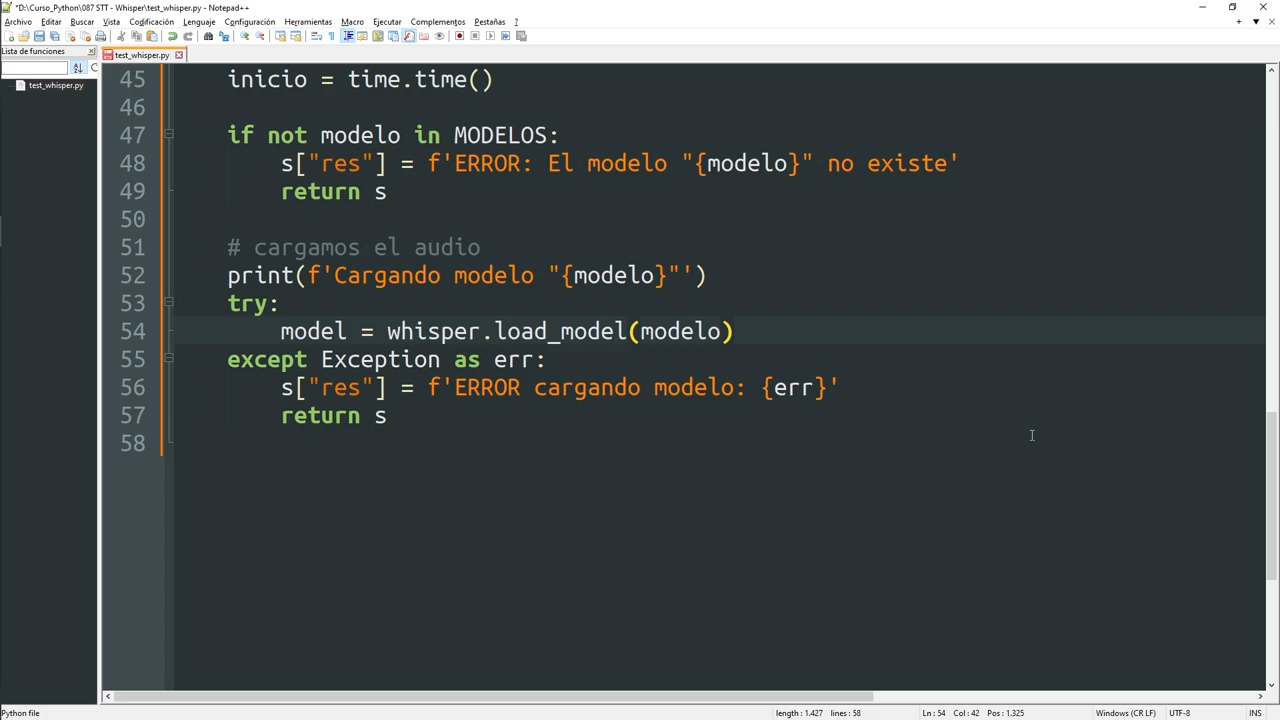 *D:\Curso_Python\087 STT - Whisper\test_whisper.py - Notepad++
Archivo Editar Buscar Vista Codificación Lenguaje Configuración Herramientas Macro Ejecutar Complementos Pestañas ?
Lista de funciones
test_whisper.py
test_whisper.py
45 inicio = time.time()
46
47 if not modelo in MODELOS:
48 s["res"] = f'ERROR: El modelo "{modelo}" no existe'
49 return s
50
51 # cargamos el audio
52 print(f'Cargando modelo "{modelo}"')
53 try:
54 model = whisper.load_model(modelo)
55 except Exception as err:
56 s["res"] = f'ERROR cargando modelo: {err}'
57 return s
58
Python file length : 1.427 lines : 58 Ln : 54 Col : 42 Pos : 1.325 Windows (CR LF) UTF-8 INS